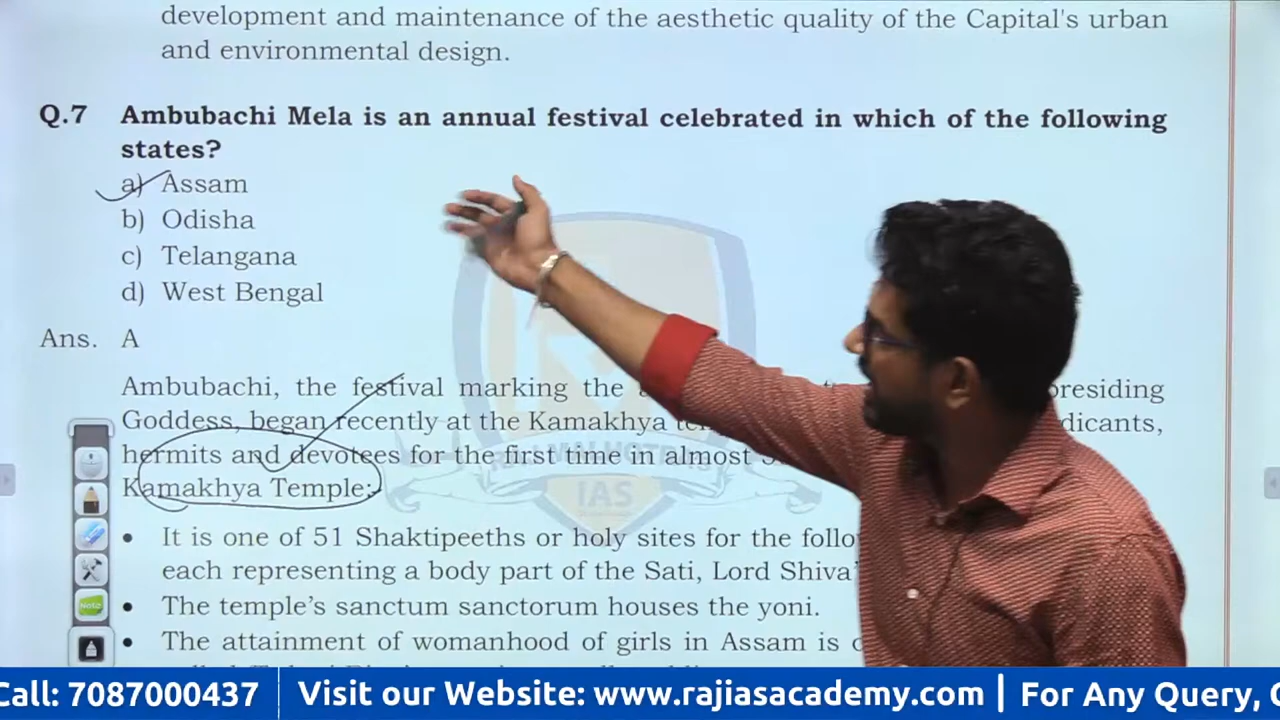 development and maintenance of the aesthetic quality of the Capital's urban
and environmental design.
Q.7 Ambubachi Mela is an annual festival celebrated in which of the following
states?
a) Assam
b) Odisha
c) Telangana
d) West Bengal
Ans. A
Ambubachi, the festival marking the presiding
Goddess, began recently at the Kamakhya dicants,
hermits and devotees for the first time in almost
Kamakhya Temple:
• It is one of 51 Shaktipeeths or holy sites for the follo
each representing a body part of the Sati, Lord Shiva'
• The temple's sanctum sanctorum houses the yoni.
• The attainment of womanhood of girls in Assam is
IAS
Note
Call: 7087000437 | Visit our Website: www.rajiasacademy.com | For Any Query, C